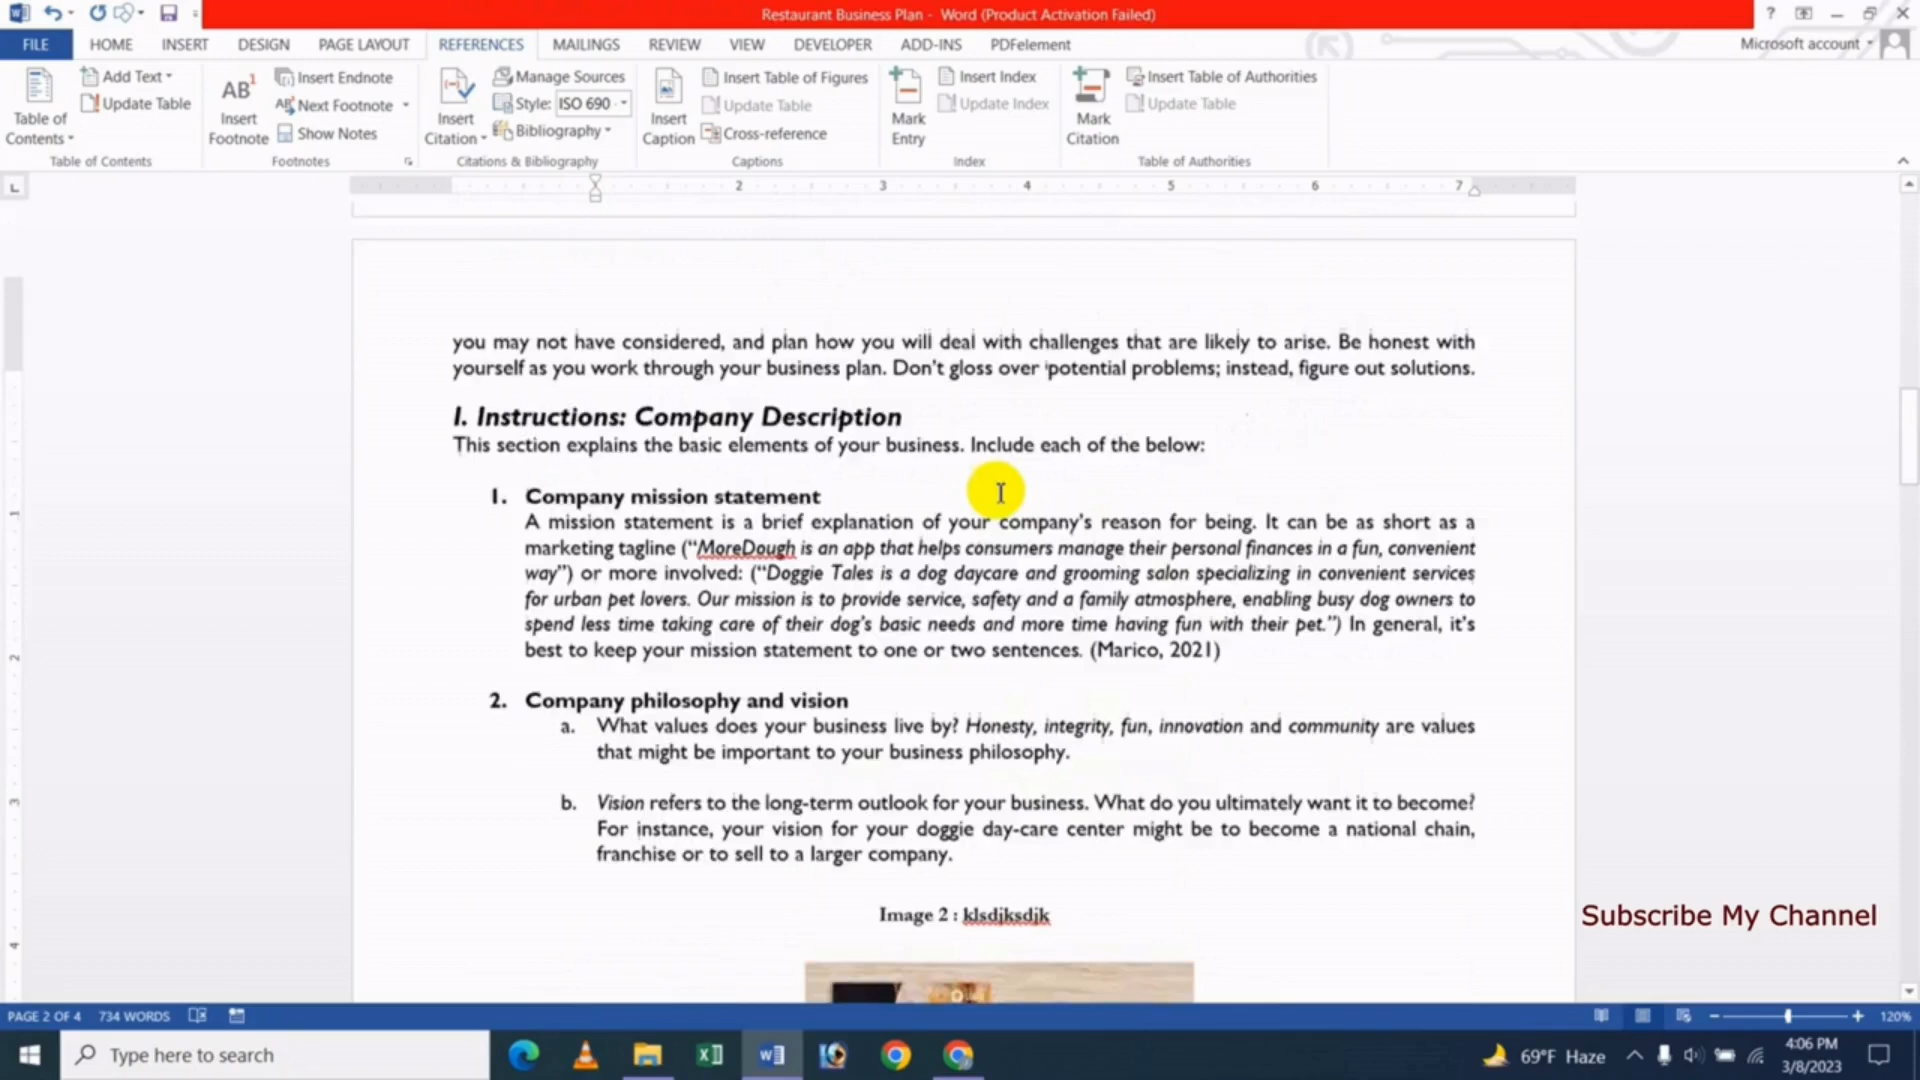 Restaurant Business Plan - Word (Product Activation Failed)
?
FILE HOME INSERT DESIGN PAGE LAYOUT REFERENCES MAILINGS REVIEW VIEW DEVELOPER ADD-INS PDFelement Microsoft account
Table of Contents
Add Text
Update Table
Table of Contents
AB1
Insert Footnote
Insert Endnote
Next Footnote
Show Notes
Footnotes
Insert Citation
Manage Sources
Style: ISO 690
Bibliography
Citations & Bibliography
Insert Caption
Insert Table of Figures
Update Table
Cross-reference
Captions
Mark Entry
Insert Index
Update Index
Index
Mark Citation
Insert Table of Authorities
Update Table
Table of Authorities
2 3 4 5 6 7
you may not have considered, and plan how you will deal with challenges that are likely to arise. Be honest with
yourself as you work through your business plan. Don't gloss over potential problems; instead, figure out solutions.
I. Instructions: Company Description
This section explains the basic elements of your business. Include each of the below:
1. Company mission statement
A mission statement is a brief explanation of your company's reason for being. It can be as short as a
marketing tagline (“MoreDough is an app that helps consumers manage their personal finances in a fun, convenient
way”) or more involved: (“Doggie Tales is a dog daycare and grooming salon specializing in convenient services
for urban pet lovers. Our mission is to provide service, safety and a family atmosphere, enabling busy dog owners to
spend less time taking care of their dog's basic needs and more time having fun with their pet.”) In general, it's
best to keep your mission statement to one or two sentences. (Marico, 2021)
2. Company philosophy and vision
a. What values does your business live by? Honesty, integrity, fun, innovation and community are values
that might be important to your business philosophy.
b. Vision refers to the long-term outlook for your business. What do you ultimately want it to become?
For instance, your vision for your doggie day-care center might be to become a national chain,
franchise or to sell to a larger company.
Image 2 : klsdjksdjk
Subscribe My Channel
1
2
3
4
PAGE 2 OF 4 734 WORDS 120%
Type here to search
69°F Haze
4:06 PM
3/8/2023